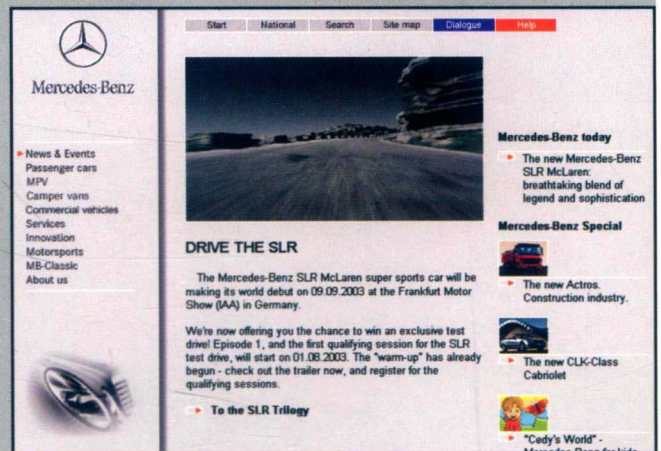 Start National Search Site map Dialogue Help
Mercedes-Benz
News & Events
Passenger cars
MPV
Camper vans
Commercial vehicles
Services
Innovation
Motorsports
MB-Classic
About us
DRIVE THE SLR
The Mercedes-Benz SLR McLaren super sports car will be
making its world debut on 09.09.2003 at the Frankfurt Motor
Show (IAA) in Germany.
We're now offering you the chance to win an exclusive test
drive! Episode 1, and the first qualifying session for the SLR
test drive, will start on 01.08.2003. The "warm-up" has already
begun - check out the trailer now, and register for the
qualifying sessions.
To the SLR Trilogy
Mercedes-Benz today
The new Mercedes-Benz
SLR McLaren:
breathtaking blend of
legend and sophistication
Mercedes-Benz Special
The new Actros.
Construction industry.
The new CLK-Class
Cabriolet
"Cedy's World" -
Mercedes-Benz for kids